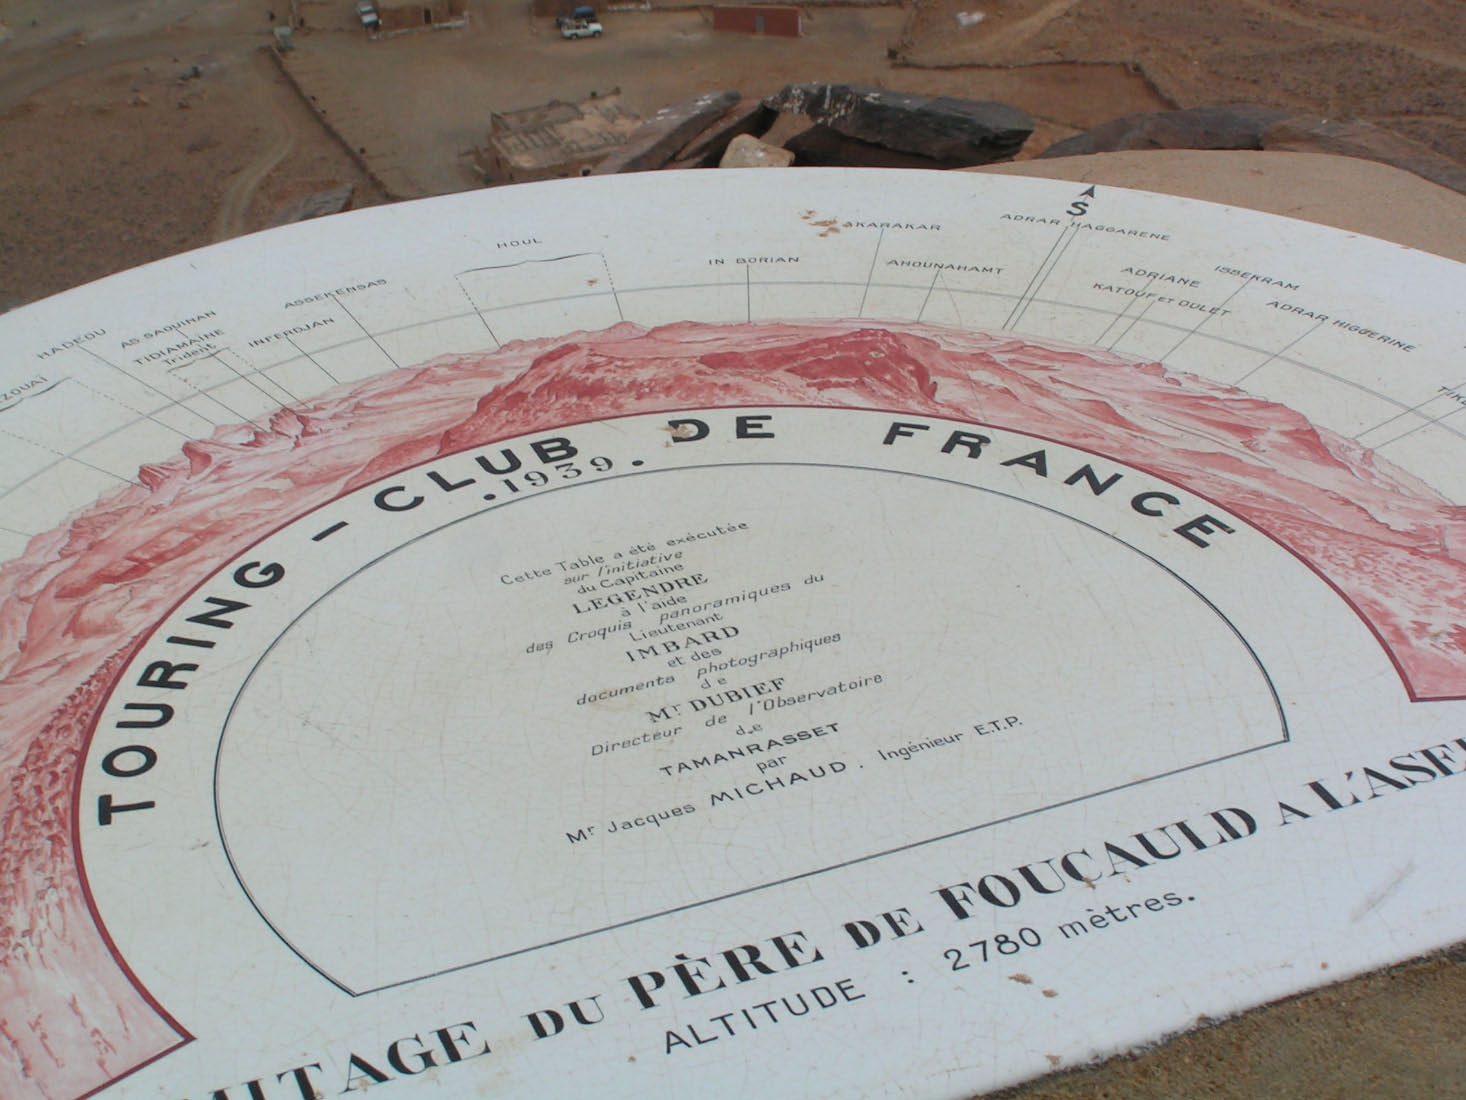 HOUL
IN BORIAN
AKARAKAR
AHOUNAHAMT
ADRAR HAGGARENE
S
ADRIANE
KATOUF ET OULET
ISSEKRAM
ADRAR HIGGERINE
ASSEKENSAS
INFERDJAN
AS SAOUINAN
TIDIAMAINE
Trident
HADEOU
TOURING - CLUB DE FRANCE
.1939.
Cette Table a été exécutée
sur l'initiative
du Capitaine
LEGENDRE
à l'aide
des Croquis panoramiques du
Lieutenant
IMBARD
et des
documents photographiques
de
Mr DUBIEF
Directeur de l'Observatoire
de
TAMANRASSET
par
Mr Jacques MICHAUD . Ingénieur E.T.P.
DU PÈRE DE FOUCAULD A
ALTITUDE : 2780 mètres.